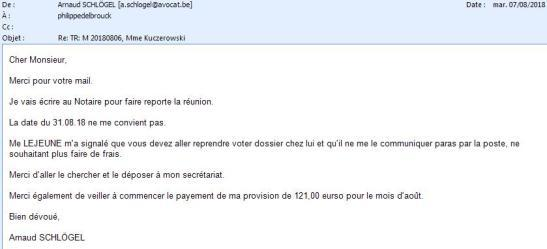 De : Arnaud SCHLÖGEL [a.schlogel@avocat.be] Date : mar. 07/08/2018
À : philippedelbrouck
Cc :
Objet : Re: TR: M 20180806, Mme Kuczerowski
Cher Monsieur,
Merci pour votre mail.
Je vais écrire au Notaire pour faire reporte la réunion.
La date du 31.08.18 ne me convient pas.
Me LEJEUNE m'a signalé que vous devez aller reprendre voter dossier chez lui et qu'il ne me le communiquer paras par la poste, ne
souhaitant plus faire de frais.
Merci d'aller le chercher et le déposer à mon secrétariat.
Merci également de veiller à commencer le payement de ma provision de 121,00 eurso pour le mois d'août.
Bien dévoué,
Arnaud SCHLÖGEL